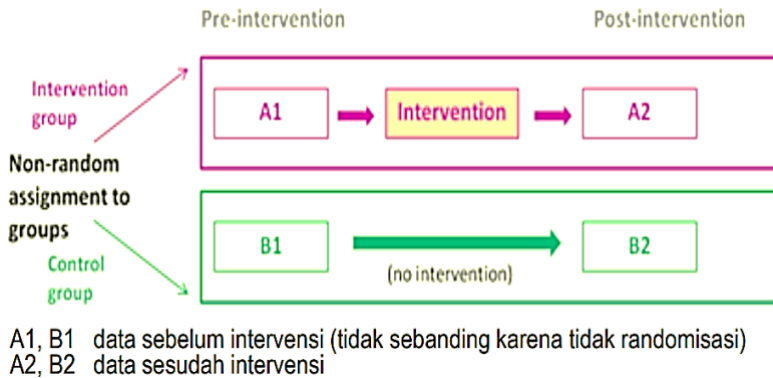 Pre-intervention Post-intervention
Intervention
group
A1 Intervention A2
Non-random
assignment to
groups
Control
group
B1 B2
(no intervention)
A1, B1 data sebelum intervensi (tidak sebanding karena tidak randomisasi)
A2, B2 data sesudah intervensi